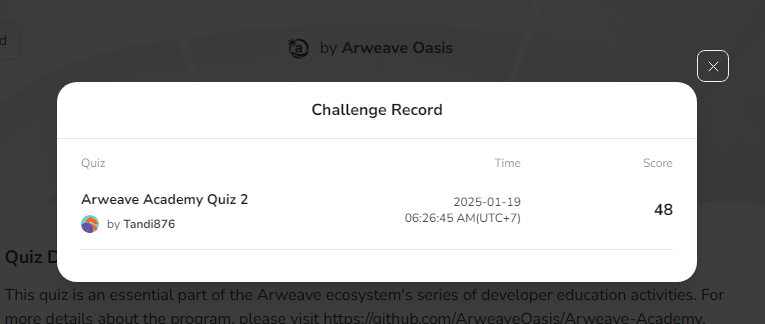 d
a by Arweave Oasis
Challenge Record
Quiz Time Score
Arweave Academy Quiz 2
by Tandi876
2025-01-19
06:26:45 AM(UTC+7)
48
Quiz D
This quiz is an essential part of the Arweave ecosystem's series of developer education activities. For
more details about the program, please visit https://github.com/ArweaveOasis/Arweave-Academy.